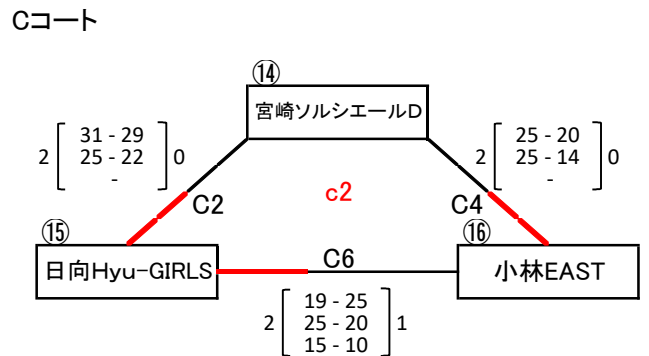 Cコート
⑭
宮崎ソルシエールD
31 - 29
2 25 - 22 0
-
25 - 20
2 25 - 14 0
-
c2
C2
C4
⑮
⑯
日向Hyu-GIRLS
C6
小林EAST
19 - 25
2 25 - 20 1
15 - 10